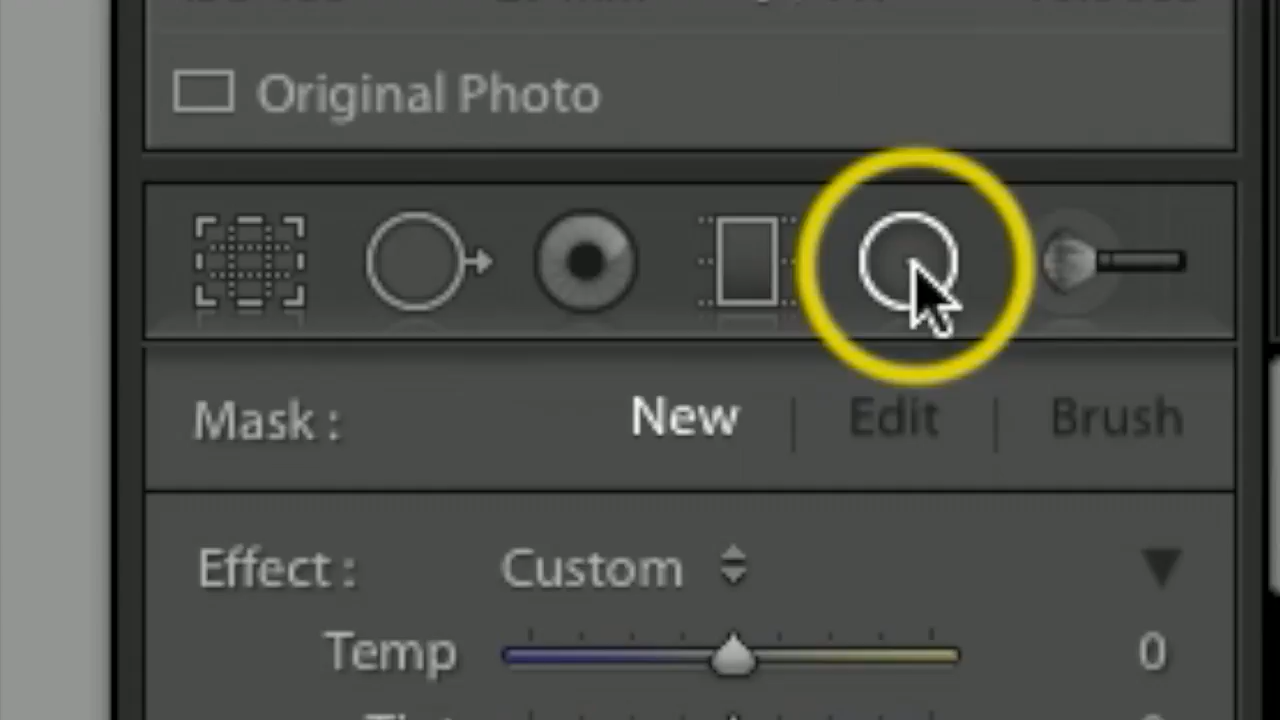 Original Photo
Mask : New | Edit | Brush
Effect : Custom
Temp 0